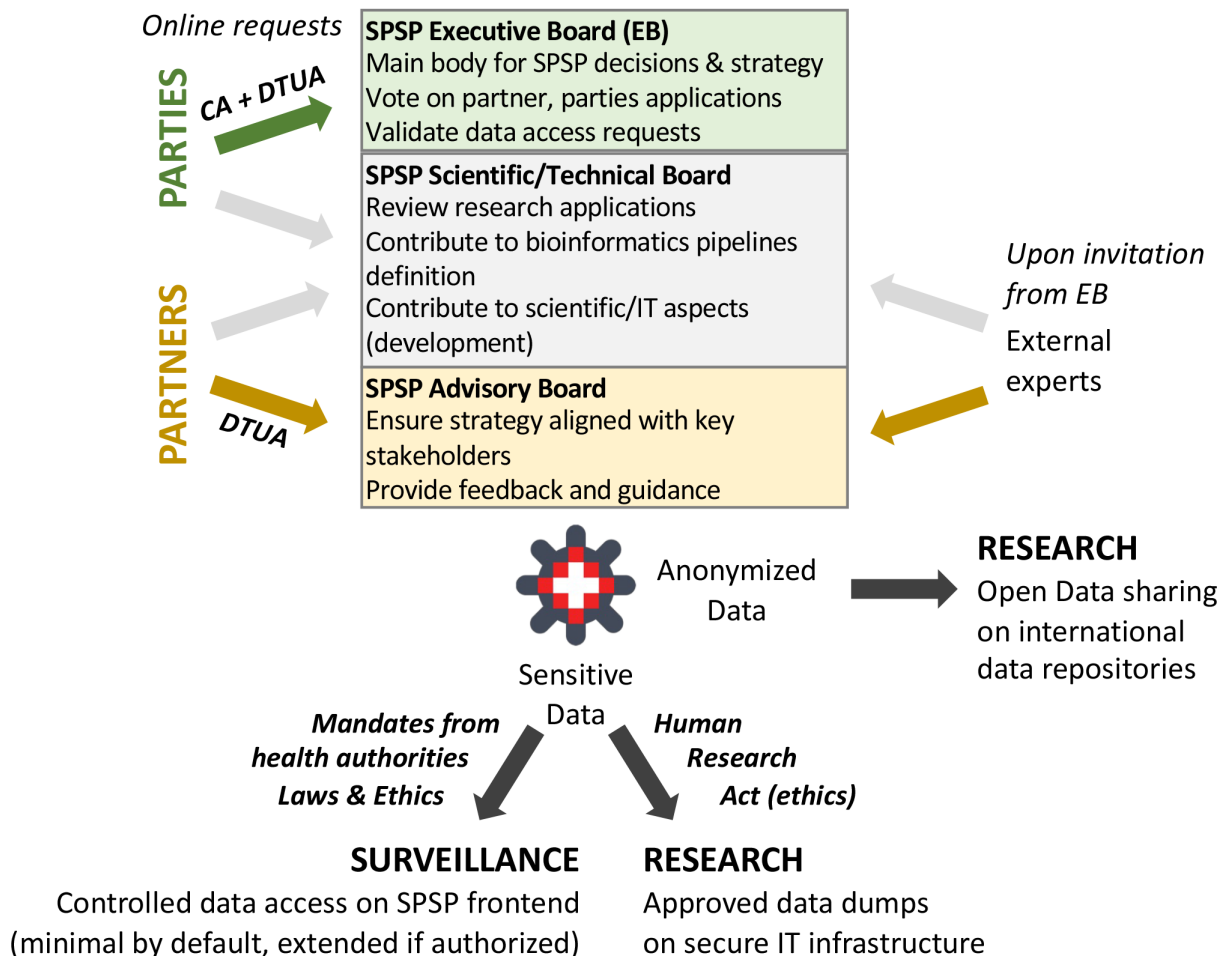 Online requests
PARTIES
CA + DTUA
SPSP Executive Board (EB)
Main body for SPSP decisions & strategy
Vote on partner, parties applications
Validate data access requests
SPSP Scientific/Technical Board
Review research applications
Contribute to bioinformatics pipelines
definition
Contribute to scientific/IT aspects
(development)
PARTNERS
DTUA
SPSP Advisory Board
Ensure strategy aligned with key
stakeholders
Provide feedback and guidance
Upon invitation
from EB
External
experts
Anonymized
Data
RESEARCH
Open Data sharing
on international
data repositories
Sensitive
Data
Mandates from
health authorities
Laws & Ethics
Human
Research
Act (ethics)
SURVEILLANCE
Controlled data access on SPSP frontend
(minimal by default, extended if authorized)
RESEARCH
Approved data dumps
on secure IT infrastructure